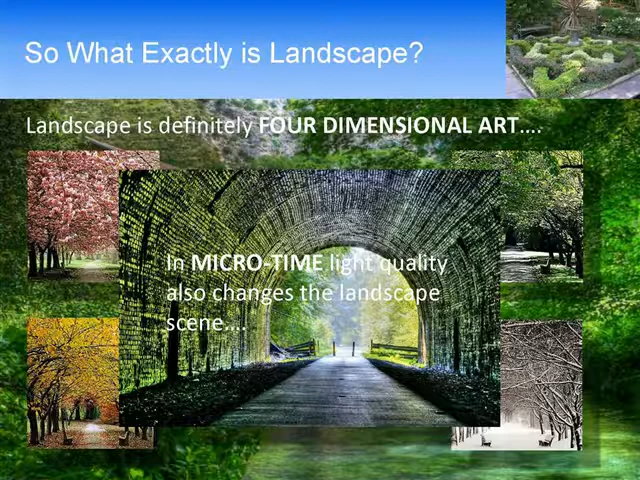 So What Exactly is Landscape?
Landscape is definitely FOUR DIMENSIONAL ART....
In MICRO-TIME light quality
also changes the landscape
scene....